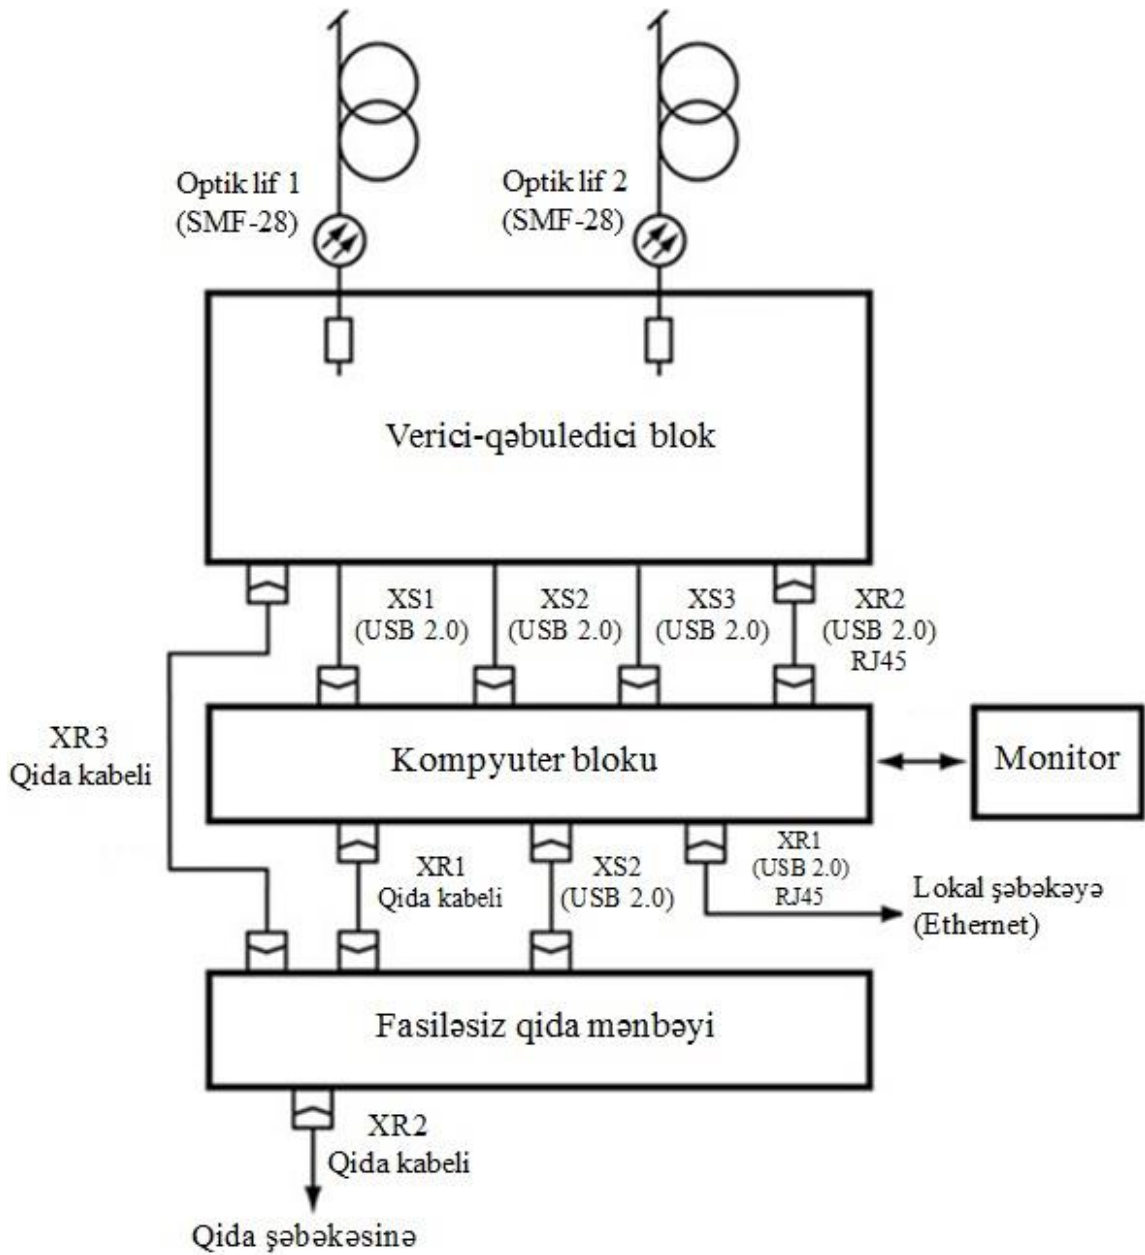 Optik lif 1
(SMF-28)
Optik lif 2
(SMF-28)
Verici-qəbuledici blok
XS1
(USB 2.0)
XS2
(USB 2.0)
XS3
(USB 2.0)
XR2
(USB 2.0)
RJ45
XR3
Qida kabeli
Kompyuter bloku
Monitor
XR1
Qida kabeli
XS2
(USB 2.0)
XR1
(USB 2.0)
RJ45
Lokal şəbəkəyə
(Ethernet)
Fasiləsiz qida mənbəyi
XR2
Qida kabeli
Qida şəbəkəsinə